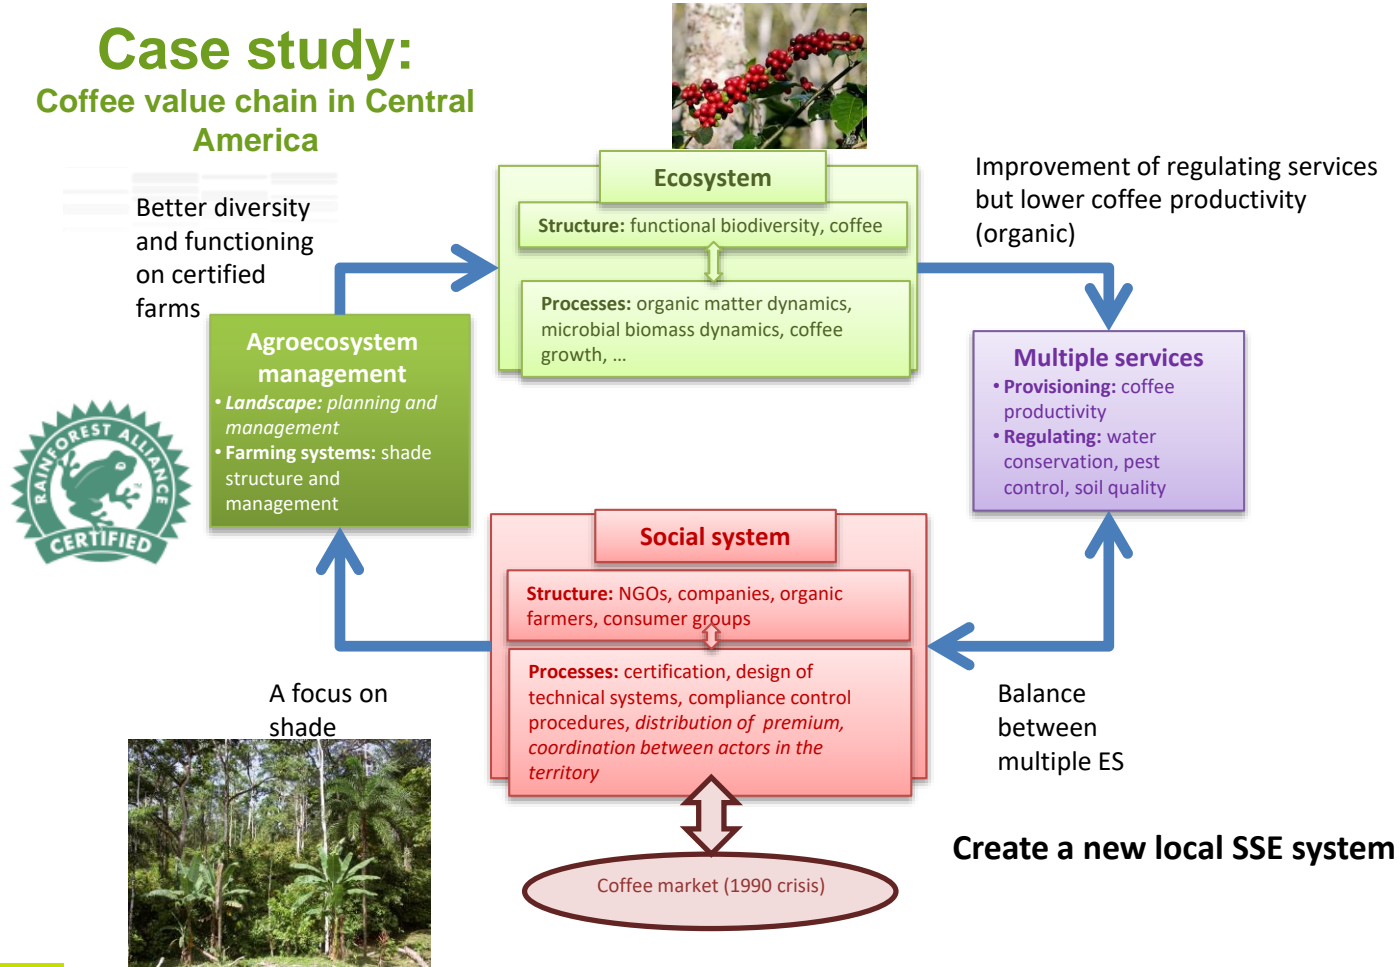 Case study:
Coffee value chain in Central
America
Better diversity
and functioning
on certified
farms
Ecosystem
Structure: functional biodiversity, coffee
Processes: organic matter dynamics,
microbial biomass dynamics, coffee
growth, ...
Improvement of regulating services
but lower coffee productivity
(organic)
Agroecosystem
management
• Landscape: planning and
management
• Farming systems: shade
structure and
management
Multiple services
• Provisioning: coffee
productivity
• Regulating: water
conservation, pest
control, soil quality
RAINFOREST ALLIANCE
TM
CERTIFIED
Social system
Structure: NGOs, companies, organic
farmers, consumer groups
Processes: certification, design of
technical systems, compliance control
procedures, distribution of premium,
coordination between actors in the
territory
A focus on
shade
Balance
between
multiple ES
Coffee market (1990 crisis)
Create a new local SSE system